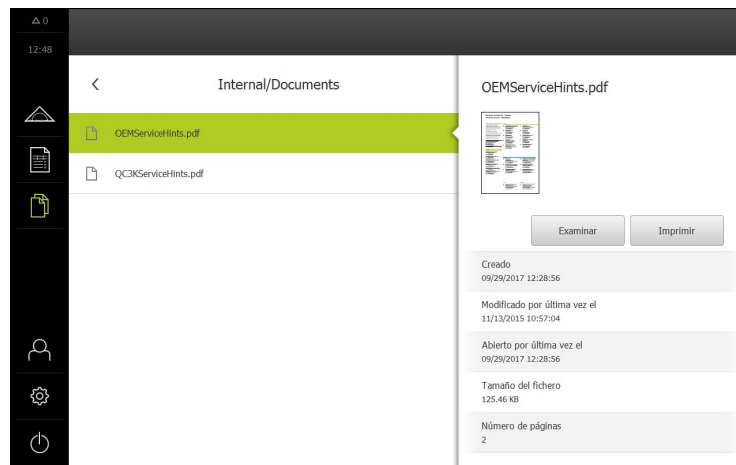 0
12:48
Internal/Documents
OEMServiceHints.pdf
QC3KServiceHints.pdf
OEMServiceHints.pdf
Examinar
Imprimir
Creado
09/29/2017 12:28:56
Modificado por última vez el
11/13/2015 10:57:04
Abierto por última vez el
09/29/2017 12:28:56
Tamaño del fichero
125.46 KB
Número de páginas
2